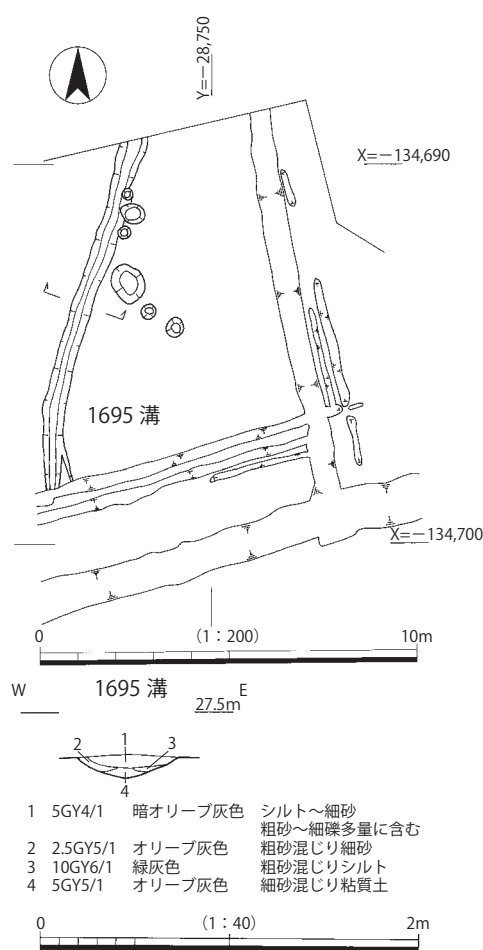 Y=−28,750
X=−134,690
1695 溝
X=−134,700
0 (1：200) 10m
W 1695 溝 E
27.5m
2 1 3
4
1 5GY4/1 暗オリーブ灰色 シルト〜細砂
粗砂〜細礫多量に含む
2 2.5GY5/1 オリーブ灰色 粗砂混じり細砂
3 10GY6/1 緑灰色 粗砂混じりシルト
4 5GY5/1 オリーブ灰色 細砂混じり粘質土
0 (1：40) 2m